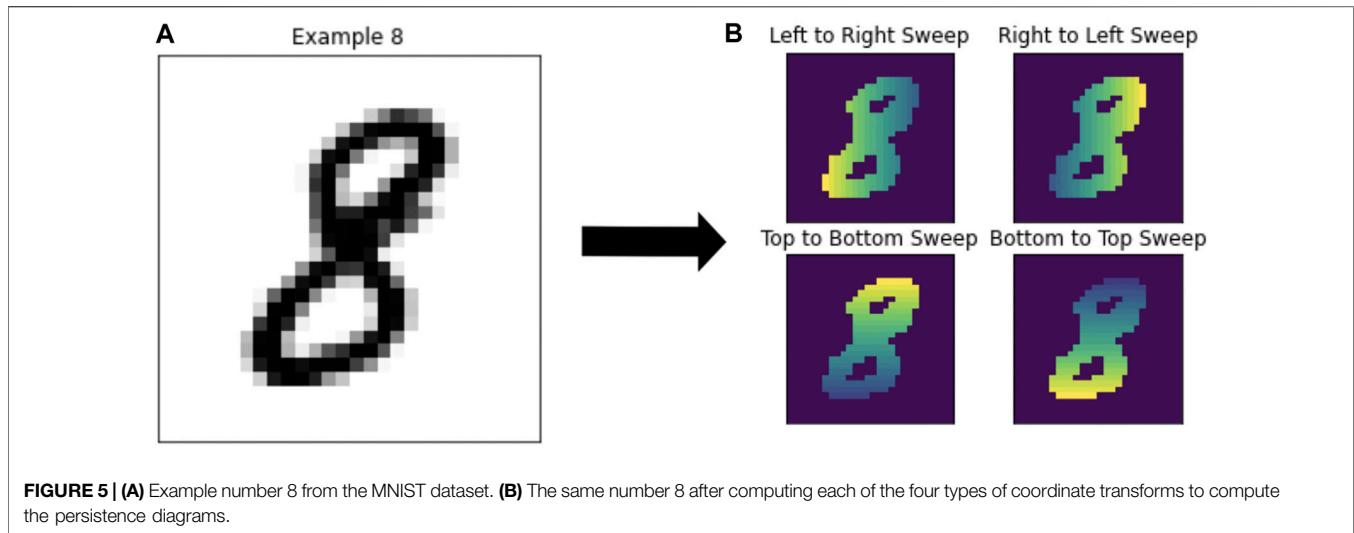 A
Example 8
B
Left to Right Sweep
Right to Left Sweep
Top to Bottom Sweep
Bottom to Top Sweep
FIGURE 5 | (A) Example number 8 from the MNIST dataset. (B) The same number 8 after computing each of the four types of coordinate transforms to compute
the persistence diagrams.